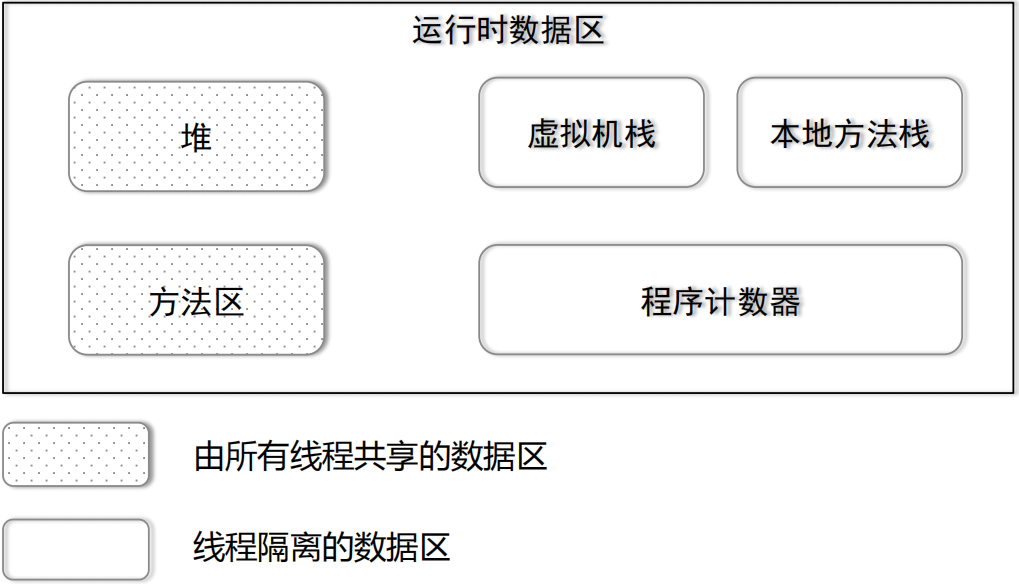 运行时数据区
堆
虚拟机栈
本地方法栈
方法区
程序计数器
由所有线程共享的数据区
线程隔离的数据区